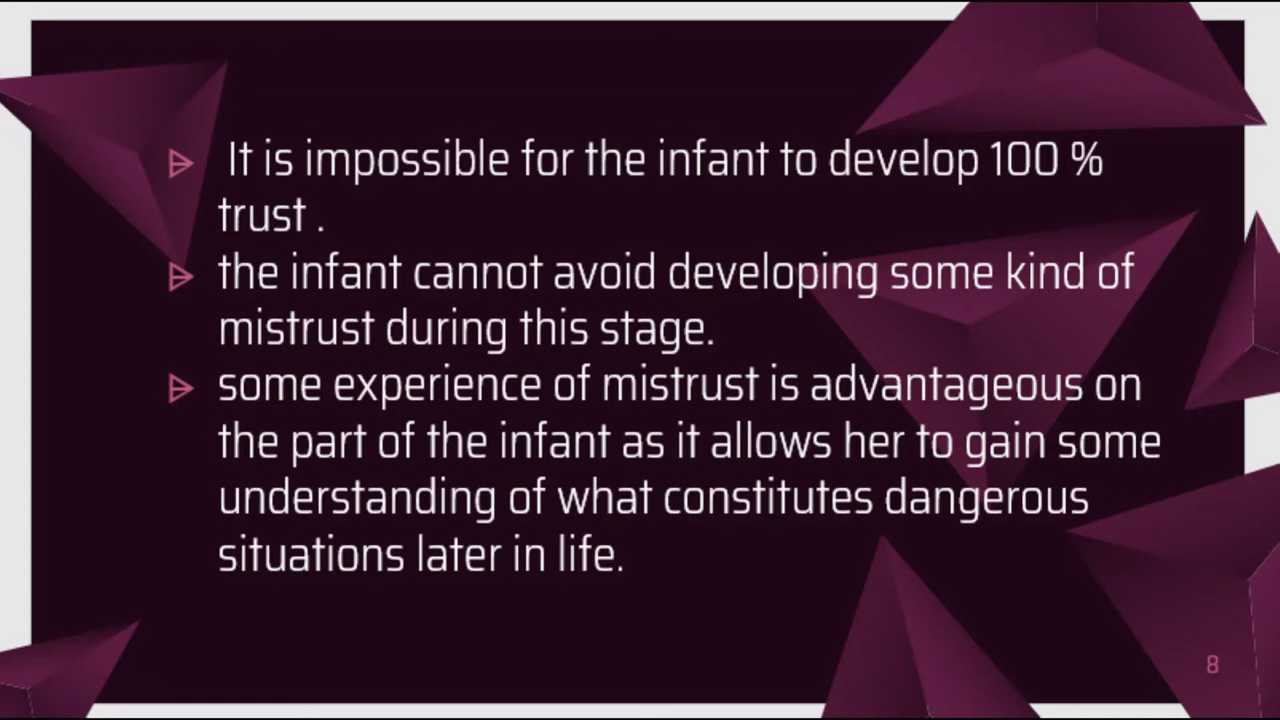 It is impossible for the infant to develop 100 %
trust .
the infant cannot avoid developing some kind of
mistrust during this stage.
some experience of mistrust is advantageous on
the part of the infant as it allows her to gain some
understanding of what constitutes dangerous
situations later in life.
8